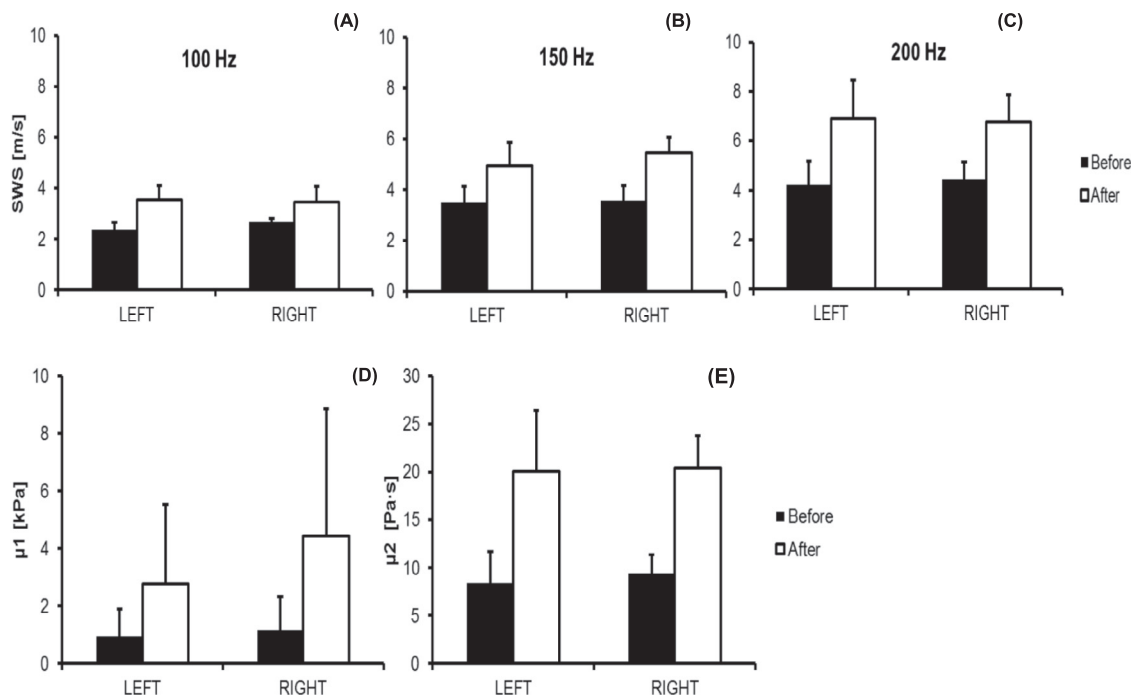 (A)
100 Hz
SWS [m/s]
10
8
6
4
2
0
LEFT RIGHT
(B)
150 Hz
10
8
6
4
2
0
LEFT RIGHT
(C)
200 Hz
10
8
6
4
2
0
LEFT RIGHT
Before
After
(D)
µ1 [kPa]
10
8
6
4
2
0
LEFT RIGHT
(E)
µ2 [Pa·s]
30
25
20
15
10
5
0
LEFT RIGHT
Before
After